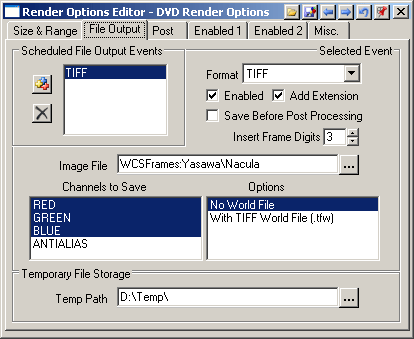 Render Options Editor - DVD Render Options
Size & Range File Output Post Enabled 1 Enabled 2 Misc.
Scheduled File Output Events
Selected Event
TIFF
Format TIFF
Enabled Add Extension
Save Before Post Processing
Insert Frame Digits 3
Image File WCSFrames:Yasawa\Nacula ...
Channels to Save Options
RED No World File
GREEN With TIFF World File (.tfw)
BLUE
ANTIALIAS
Temporary File Storage
Temp Path D:\Temp\ ...